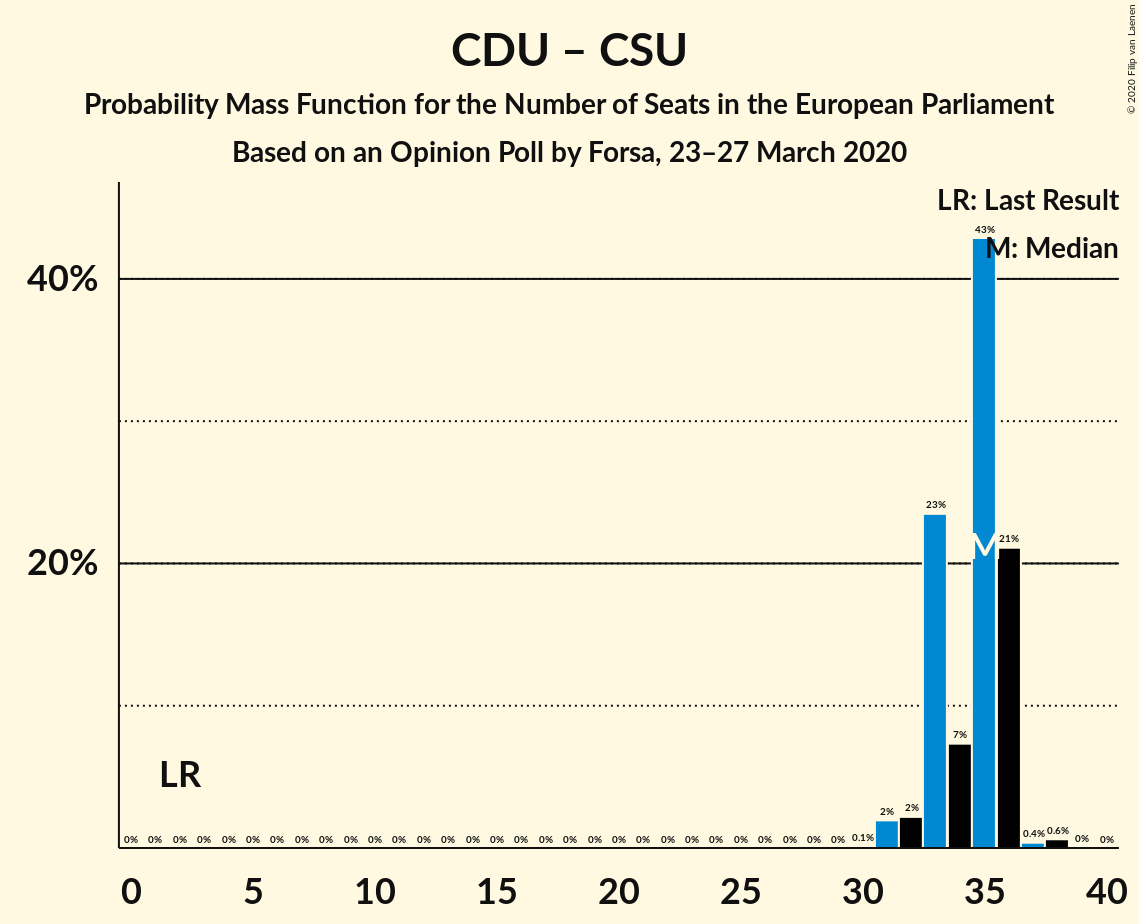 © 2020 Filip van Laenen
CDU – CSU
Probability Mass Function for the Number of Seats in the European Parliament
Based on an Opinion Poll by Forsa, 23–27 March 2020
LR: Last Result
M: Median
43%
40%
23%
M
21%
20%
7%
LR
0% 0% 0% 0% 0% 0% 0% 0% 0% 0% 0% 0% 0% 0% 0% 0% 0% 0% 0% 0% 0% 0% 0% 0% 0% 0% 0% 0% 0% 0% 0.1% 2% 2% 0.4% 0.6% 0% 0%
0 5 10 15 20 25 30 35 40